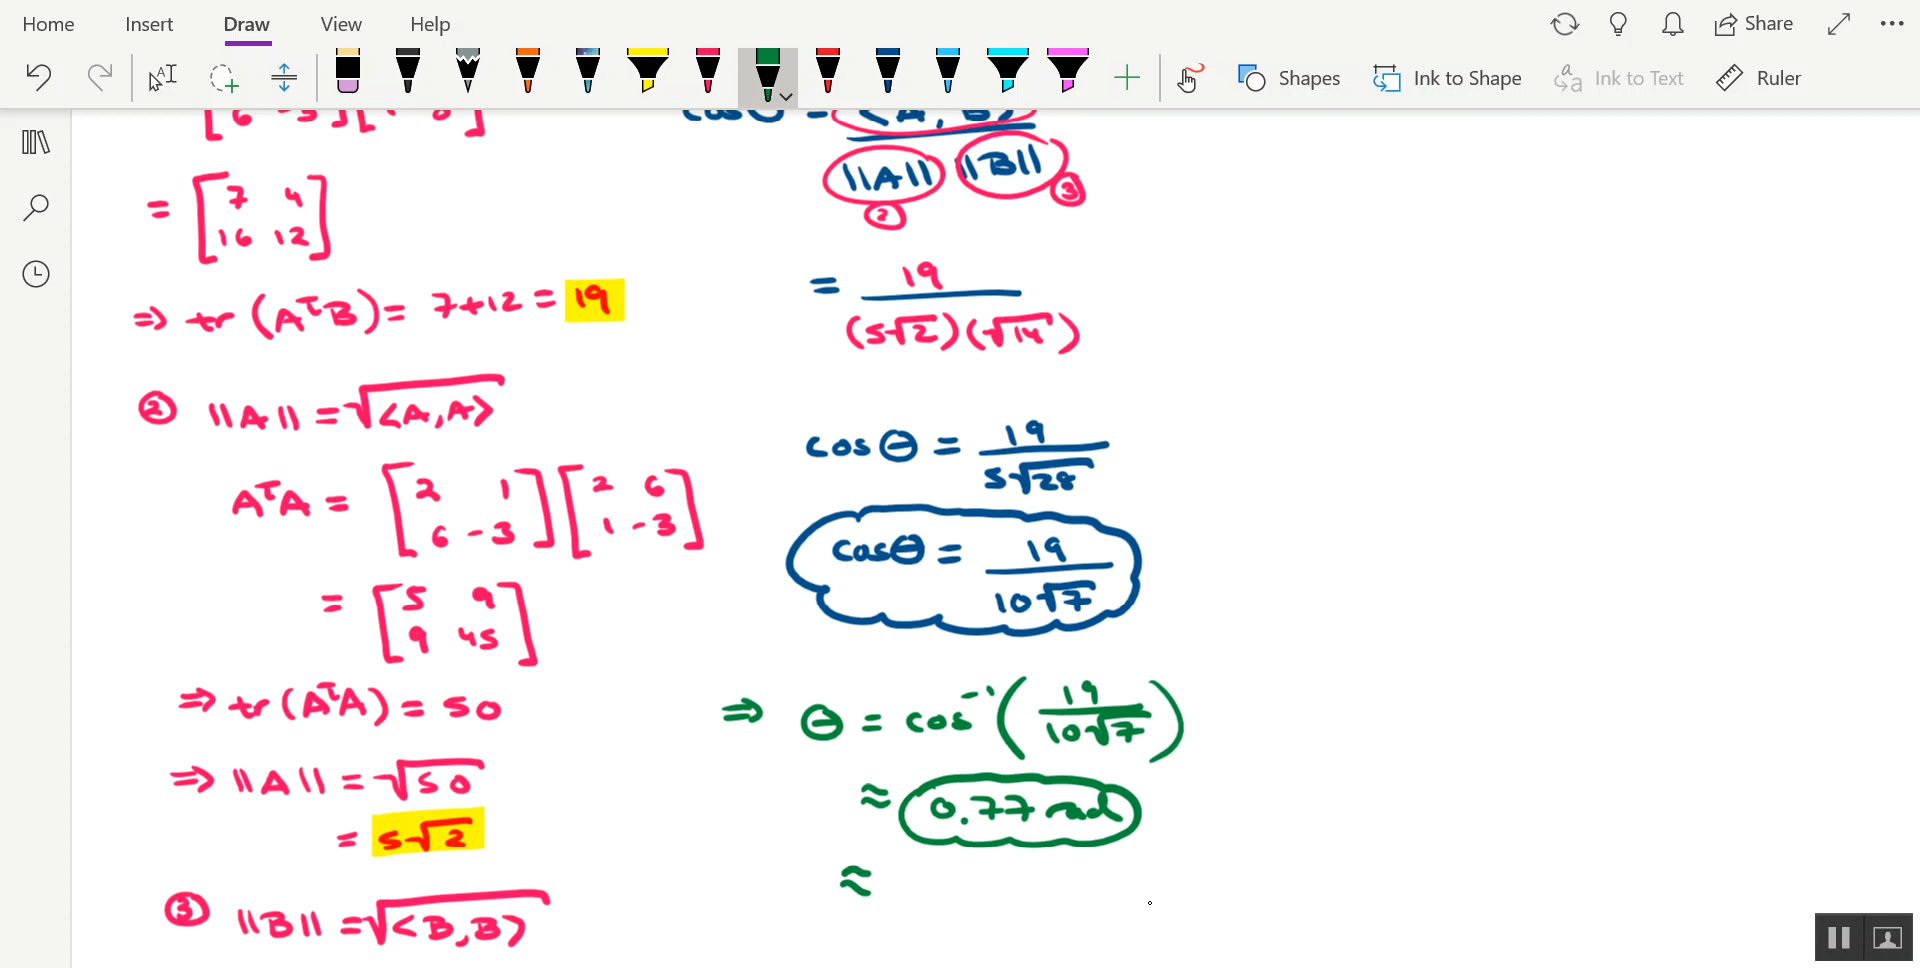 Home Insert Draw View Help
Share
Shapes Ink to Shape Ink to Text Ruler
= [7 4
16 12]
⇒ tr (AᵀB) = 7+12 = 19
② ||A|| = √<A,A>
AᵀA = [2 1
6 -3] [2 6
1 -3]
= [5 9
9 45]
⇒ tr (AᵀA) = 50
⇒ ||A|| = √50
= 5√2
③ ||B|| = √<B,B>
cos θ = <A, B>
||A|| ||B||
② ③
= 19
(5√2)(√14)
cos θ = 19
5√28
cos θ = 19
10√7
⇒ θ = cos⁻¹ (19
10√7)
≈ 0.77 rad
≈